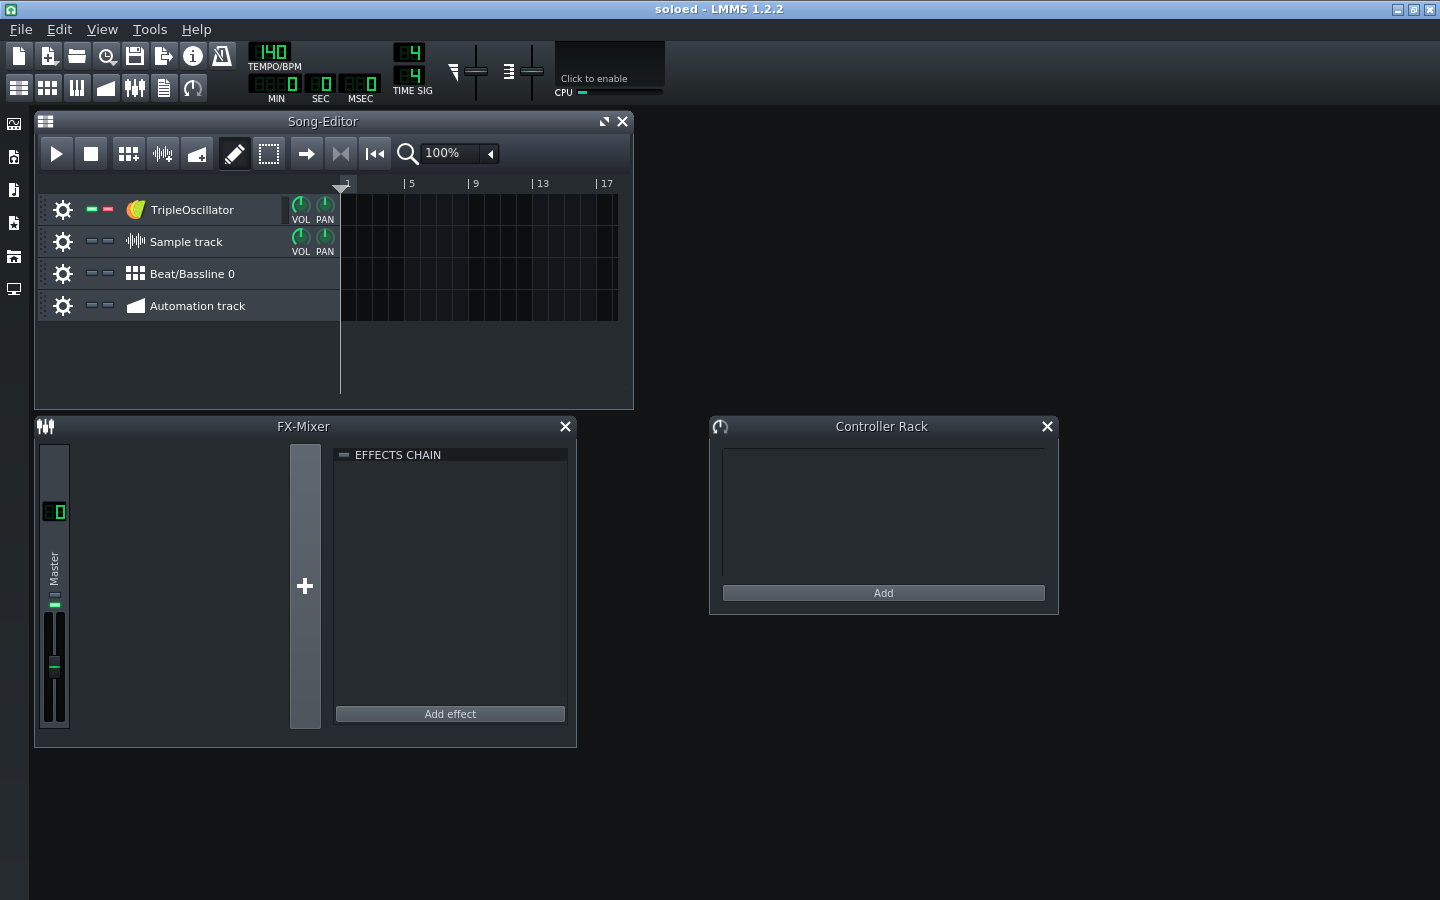 soloed - LMMS 1.2.2
File Edit View Tools Help
140
TEMPO/BPM
0 0 0
MIN SEC MSEC
4
4
TIME SIG
Click to enable
CPU
Song-Editor
100%
1 5 9 13 17
TripleOscillator
VOL PAN
Sample track
VOL PAN
Beat/Bassline 0
Automation track
FX-Mixer
0
Master
EFFECTS CHAIN
Add effect
Controller Rack
Add